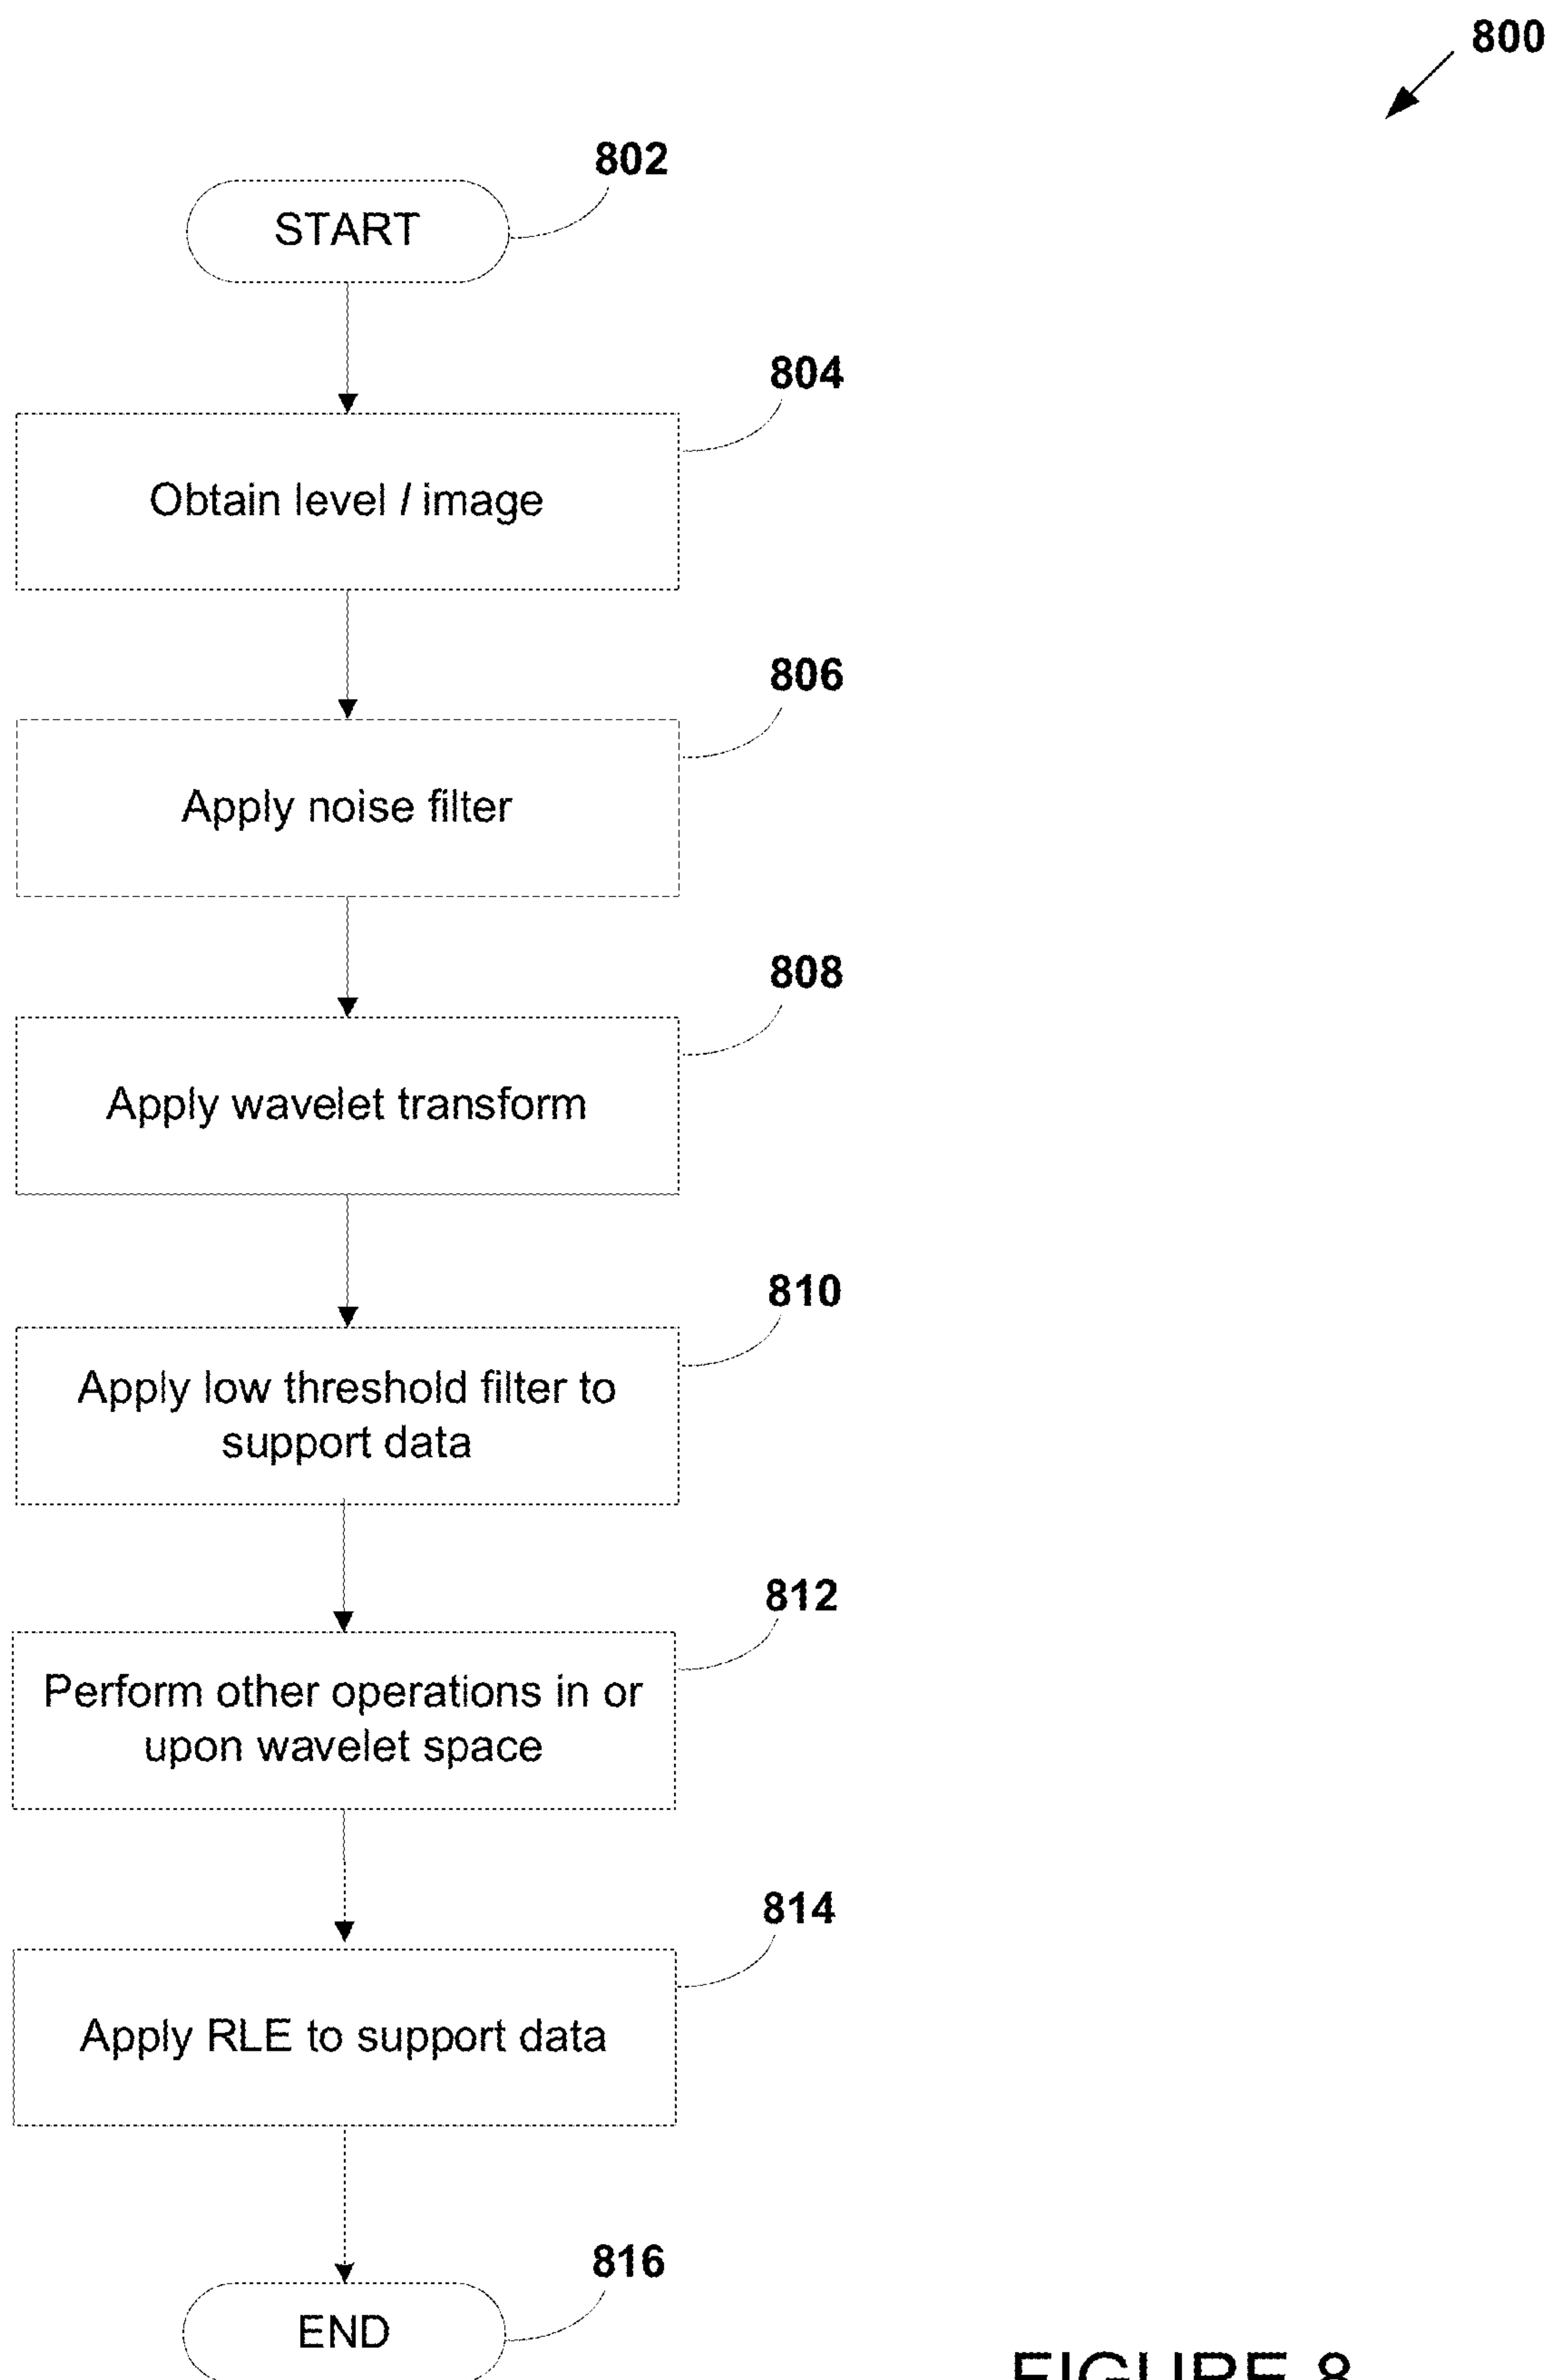 800
802
START
804
Obtain level I image
806
Apply noise filter
808
Apply wavelet transform
810
Apply low threshold filter to
support data
812
Perform other operations in or
upon wavelet space
814
Apply RLE to support data
816
END
FIGURE 8